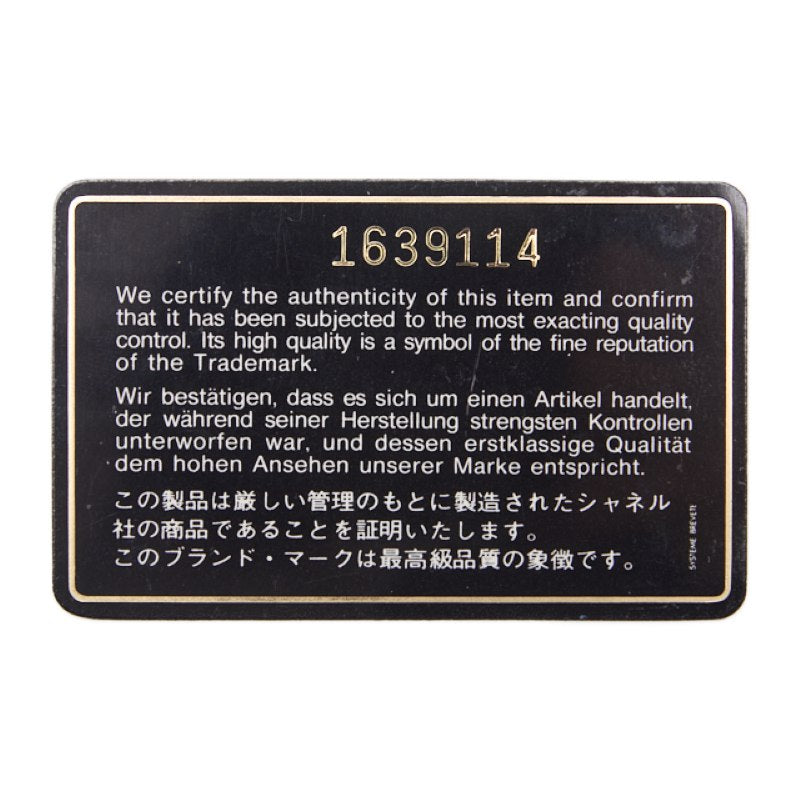 1639114
We certify the authenticity of this item and confirm
that it has been subjected to the most exacting quality
control. Its high quality is a symbol of the fine reputation
of the Trademark.
Wir bestätigen, dass es sich um einen Artikel handelt,
der während seiner Herstellung strengsten Kontrollen
unterworfen war, und dessen erstklassige Qualität
dem hohen Ansehen unserer Marke entspricht.
この製品は厳しい管理のもとに製造されたシャネル
社の商品であることを証明いたします。
このブランド・マークは最高級品質の象徴です。
SYSTEME BREVETE